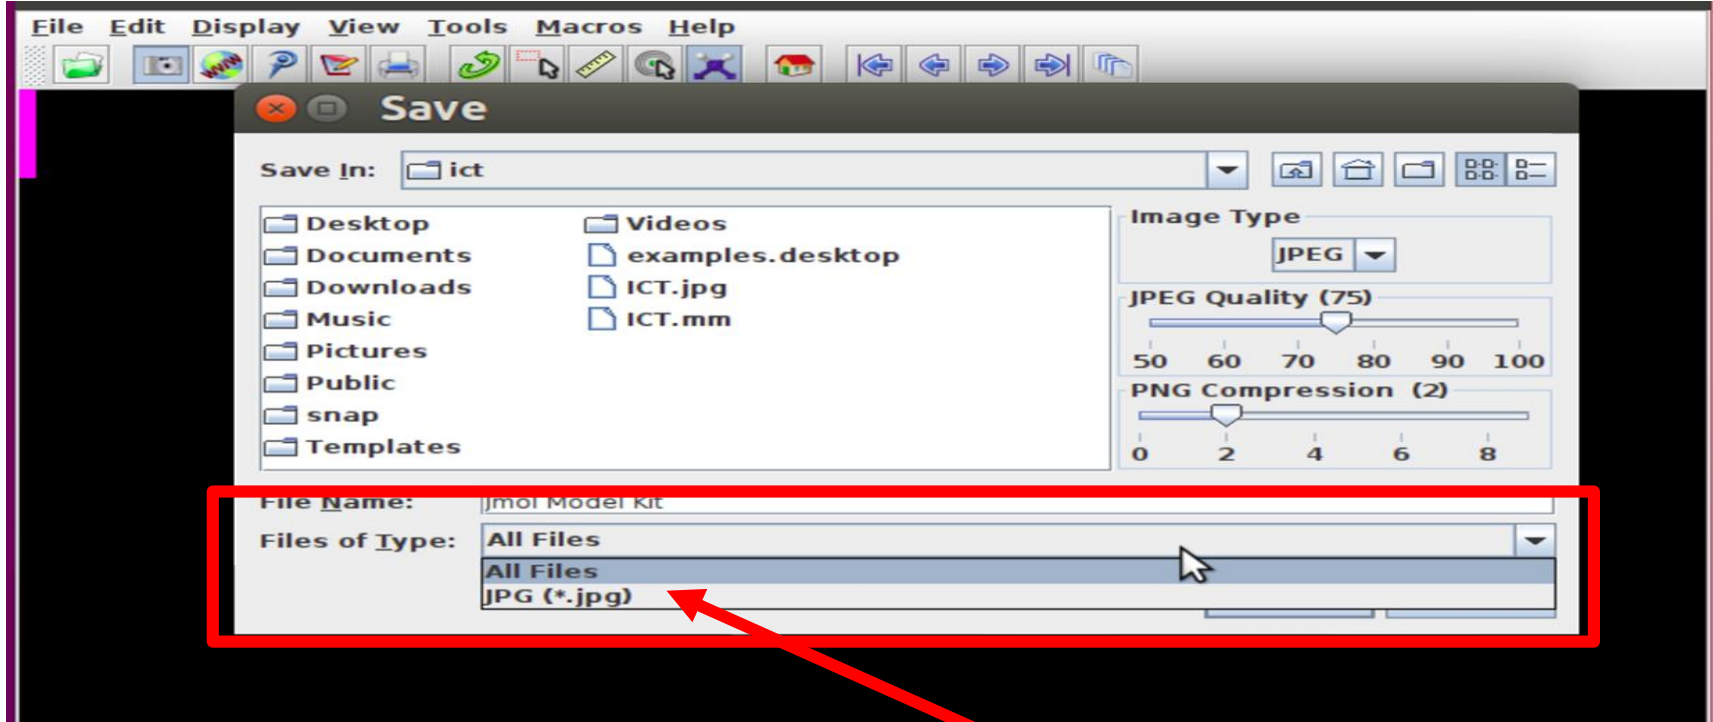 File Edit Display View Tools Macros Help
WWW
Save
Save In: ict
Desktop
Documents
Downloads
Music
Pictures
Public
snap
Templates
Videos
examples.desktop
ICT.jpg
ICT.mm
Image Type
JPEG
JPEG Quality (75)
50 60 70 80 90 100
PNG Compression (2)
0 2 4 6 8
File Name: Jmol Model Kit
Files of Type: All Files
All Files
JPG (*.jpg)